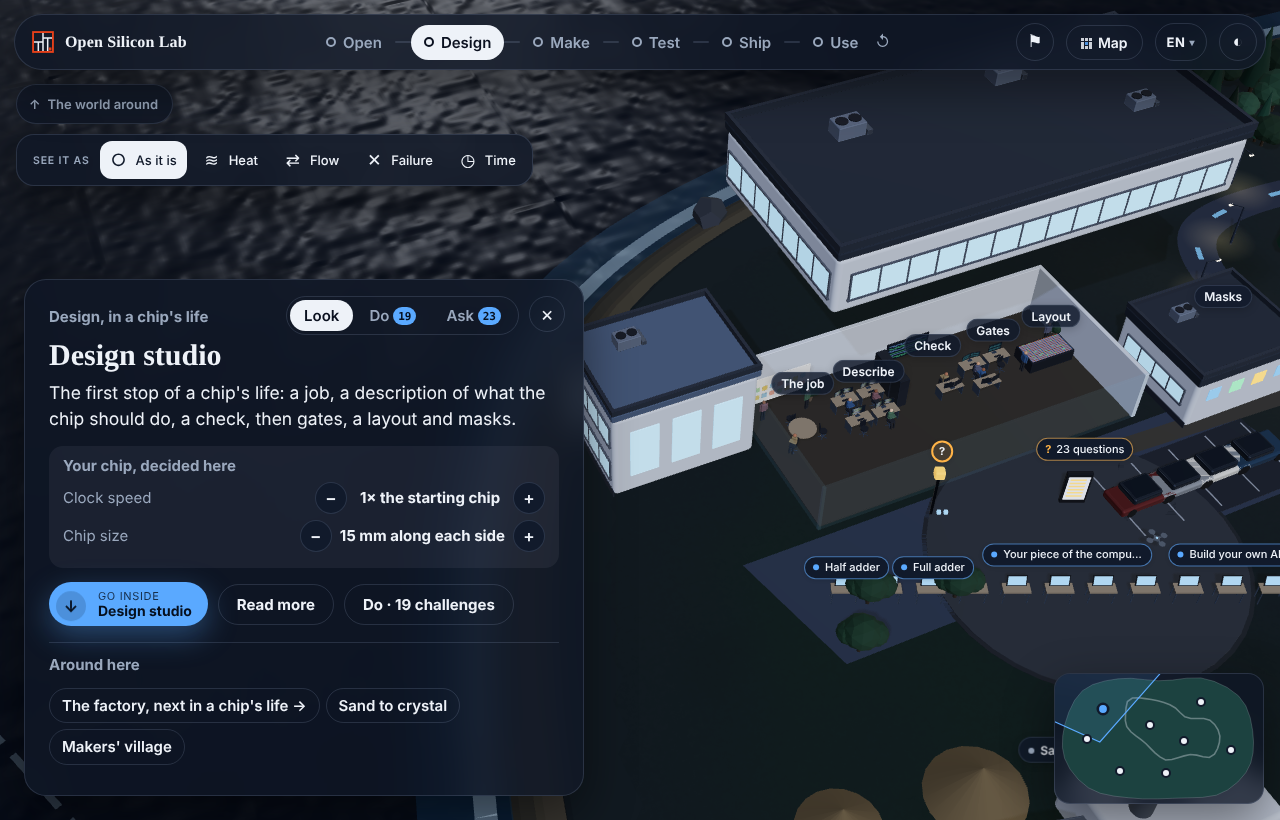 Open Silicon Lab
Open
Design
Make
Test
Ship
Use
Map
EN
The world around
SEE IT AS
As it is
Heat
Flow
Failure
Time
Design, in a chip's life
Look
Do 19
Ask 23
Design studio
The first stop of a chip's life: a job, a description of what the
chip should do, a check, then gates, a layout and masks.
Your chip, decided here
Clock speed
− 1× the starting chip +
Chip size
− 15 mm along each side +
GO INSIDE
Design studio
Read more
Do · 19 challenges
Around here
The factory, next in a chip's life →
Sand to crystal
Makers' village
Masks
Layout
Gates
Check
Describe
The job
?
? 23 questions
Half adder
Full adder
Your piece of the compu...
Build your own